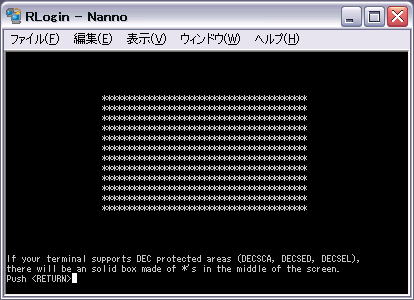 RLogin - Nanno
ファイル(F) 編集(E) 表示(V) ウィンドウ(W) ヘルプ(H)
*****************************************
*****************************************
*****************************************
*****************************************
*****************************************
*****************************************
*****************************************
*****************************************
*****************************************
*****************************************
*****************************************
*****************************************
If your terminal supports DEC protected areas (DECSCA, DECSED, DECSEL),
there will be an solid box made of *'s in the middle of the screen.
Push <RETURN>